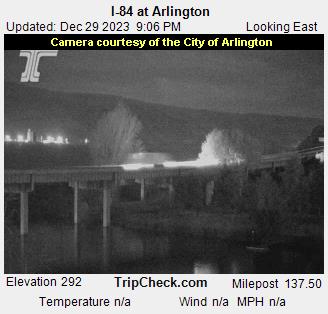 I-84 at Arlington
Updated: Dec 29 2023 9:06 PM Looking East
Camera courtesy of the City of Arlington
Elevation 292 TripCheck.com Milepost 137.50
Temperature n/a Wind n/a MPH n/a